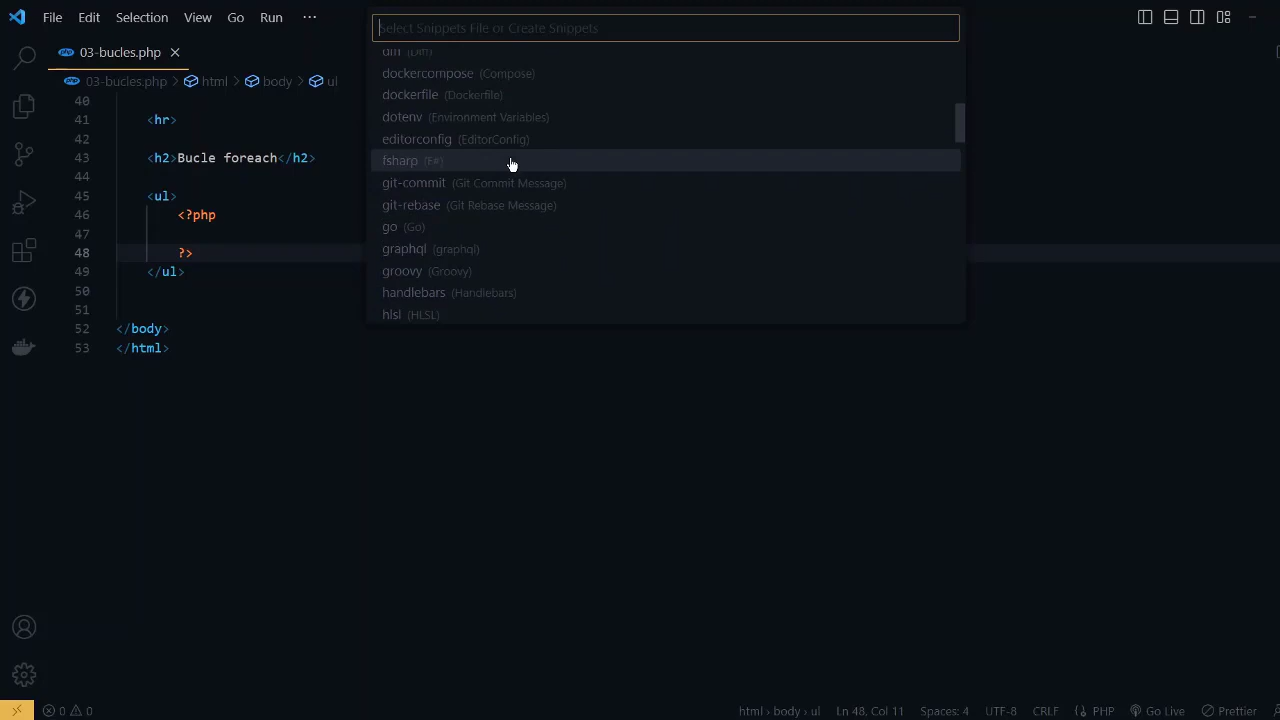 File Edit Selection View Go Run ···
Select Snippets File or Create Snippets
03-bucles.php
03-bucles.php > html > body > ul
diff (Diff)
dockercompose (Compose)
dockerfile (Dockerfile)
dotenv (Environment Variables)
editorconfig (EditorConfig)
fsharp (F#)
git-commit (Git Commit Message)
git-rebase (Git Rebase Message)
go (Go)
graphql (graphql)
groovy (Groovy)
handlebars (Handlebars)
hlsl (HLSL)
40
41 <hr>
42
43 <h2>Bucle foreach</h2>
44
45 <ul>
46 <?php
47
48 ?>
49 </ul>
50
51
52 </body>
53 </html>
0 0 html > body > ul Ln 48, Col 11 Spaces: 4 UTF-8 CRLF PHP Go Live Prettier